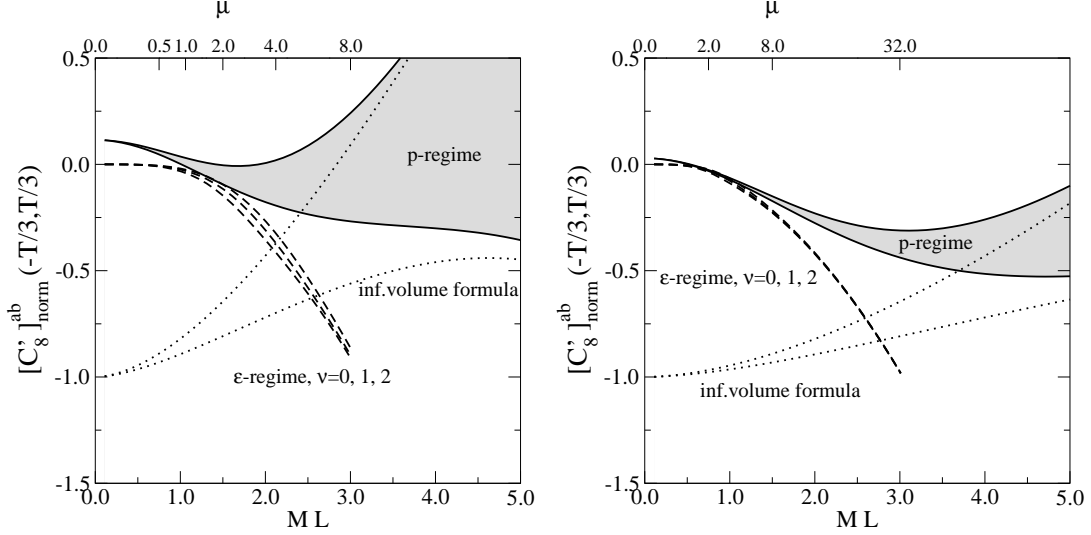 μ
0.0 0.5 1.0 2.0 4.0 8.0
0.5
0.0
-0.5
-1.0
-1.5
[C'8]ab norm (-T/3,T/3)
p-regime
inf.volume formula
ε-regime, ν=0, 1, 2
0.0 1.0 2.0 3.0 4.0 5.0
M L
μ
0.0 2.0 8.0 32.0
0.5
0.0
-0.5
-1.0
-1.5
[C'8]ab norm (-T/3,T/3)
p-regime
ε-regime, ν=0, 1, 2
inf.volume formula
0.0 1.0 2.0 3.0 4.0 5.0
M L